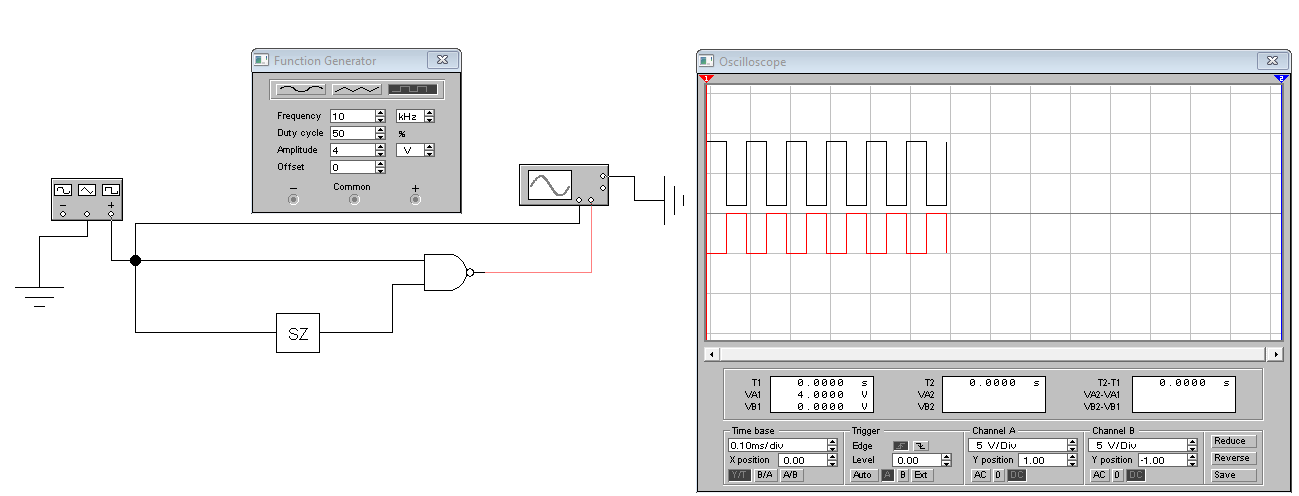 Function Generator
Frequency 10 kHz
Duty cycle 50 %
Amplitude 4 V
Offset 0
− Common +
− +
SZ
Oscilloscope
1 2
T1 0.0000 s T2 0.0000 s T2-T1 0.0000 s
VA1 4.0000 V VA2 VA2-VA1
VB1 0.0000 V VB2 VB2-VB1
Time base Trigger Channel A Channel B
0.10ms/div Edge 5 V/Div 5 V/Div Reduce
X position 0.00 Level 0.00 Y position 1.00 Y position -1.00 Reverse
Y/T B/A A/B Auto A B Ext AC 0 DC AC 0 DC Save